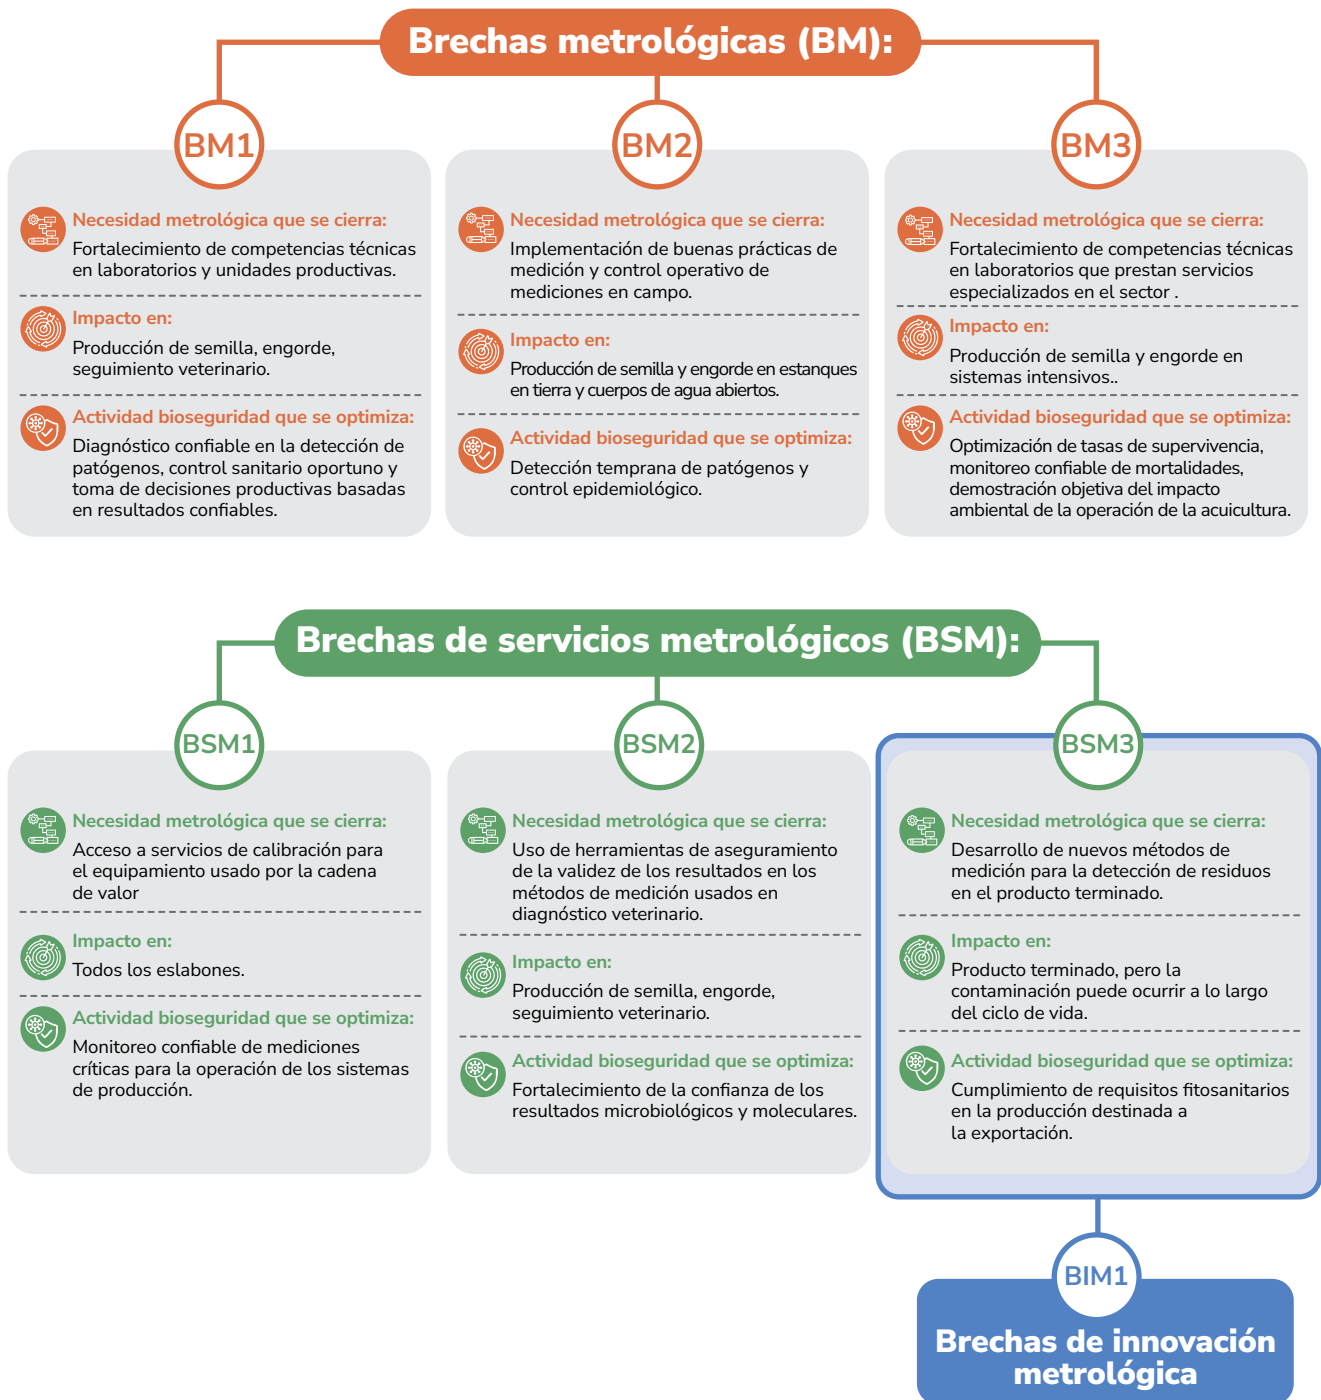 Brechas metrológicas (BM):
BM1
Necesidad metrológica que se cierra:
Fortalecimiento de competencias técnicas
en laboratorios y unidades productivas.
Impacto en:
Producción de semilla, engorde,
seguimiento veterinario.
Actividad bioseguridad que se optimiza:
Diagnóstico confiable en la detección de
patógenos, control sanitario oportuno y
toma de decisiones productivas basadas
en resultados confiables.
BM2
Necesidad metrológica que se cierra:
Implementación de buenas prácticas de
medición y control operativo de
mediciones en campo.
Impacto en:
Producción de semilla y engorde en estanques
en tierra y cuerpos de agua abiertos.
Actividad bioseguridad que se optimiza:
Detección temprana de patógenos y
control epidemiológico.
BM3
Necesidad metrológica que se cierra:
Fortalecimiento de competencias técnicas
en laboratorios que prestan servicios
especializados en el sector .
Impacto en:
Producción de semilla y engorde en
sistemas intensivos..
Actividad bioseguridad que se optimiza:
Optimización de tasas de supervivencia,
monitoreo confiable de mortalidades,
demostración objetiva del impacto
ambiental de la operación de la acuicultura.
Brechas de servicios metrológicos (BSM):
BSM1
Necesidad metrológica que se cierra:
Acceso a servicios de calibración para
el equipamiento usado por la cadena
de valor
Impacto en:
Todos los eslabones.
Actividad bioseguridad que se optimiza:
Monitoreo confiable de mediciones
críticas para la operación de los sistemas
de producción.
BSM2
Necesidad metrológica que se cierra:
Uso de herramientas de aseguramiento
de la validez de los resultados en los
métodos de medición usados en
diagnóstico veterinario.
Impacto en:
Producción de semilla, engorde,
seguimiento veterinario.
Actividad bioseguridad que se optimiza:
Fortalecimiento de la confianza de los
resultados microbiológicos y moleculares.
BSM3
Necesidad metrológica que se cierra:
Desarrollo de nuevos métodos de
medición para la detección de residuos
en el producto terminado.
Impacto en:
Producto terminado, pero la
contaminación puede ocurrir a lo largo
del ciclo de vida.
Actividad bioseguridad que se optimiza:
Cumplimiento de requisitos fitosanitarios
en la producción destinada a
la exportación.
BIM1
Brechas de innovación
metrológica